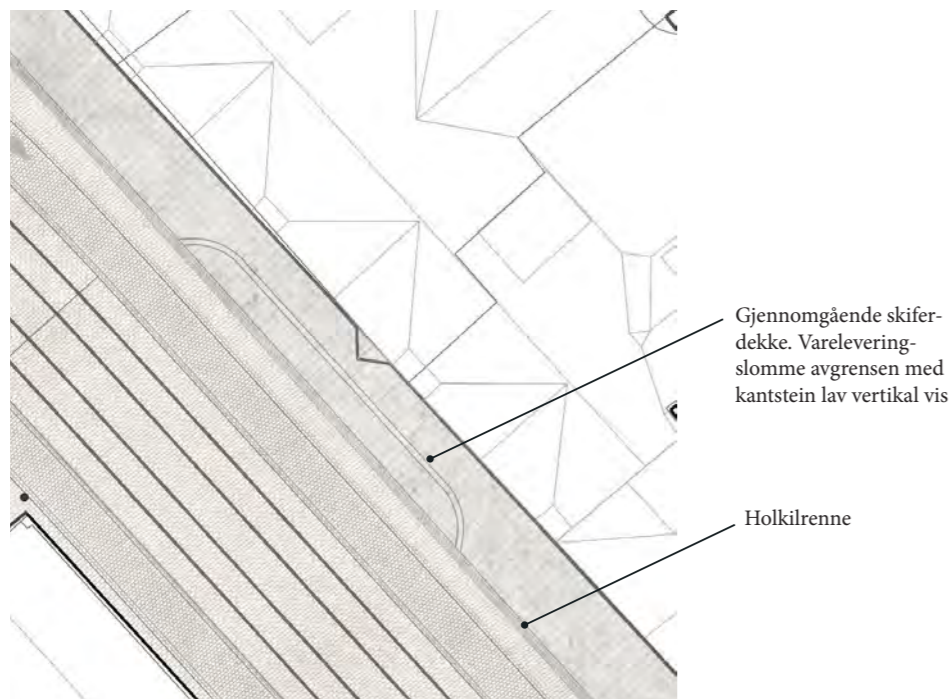 Gjennomgående skifer-
dekke. Varelevering-
slomme avgrensen med
kantstein lav vertikal vis
Holkilrenne